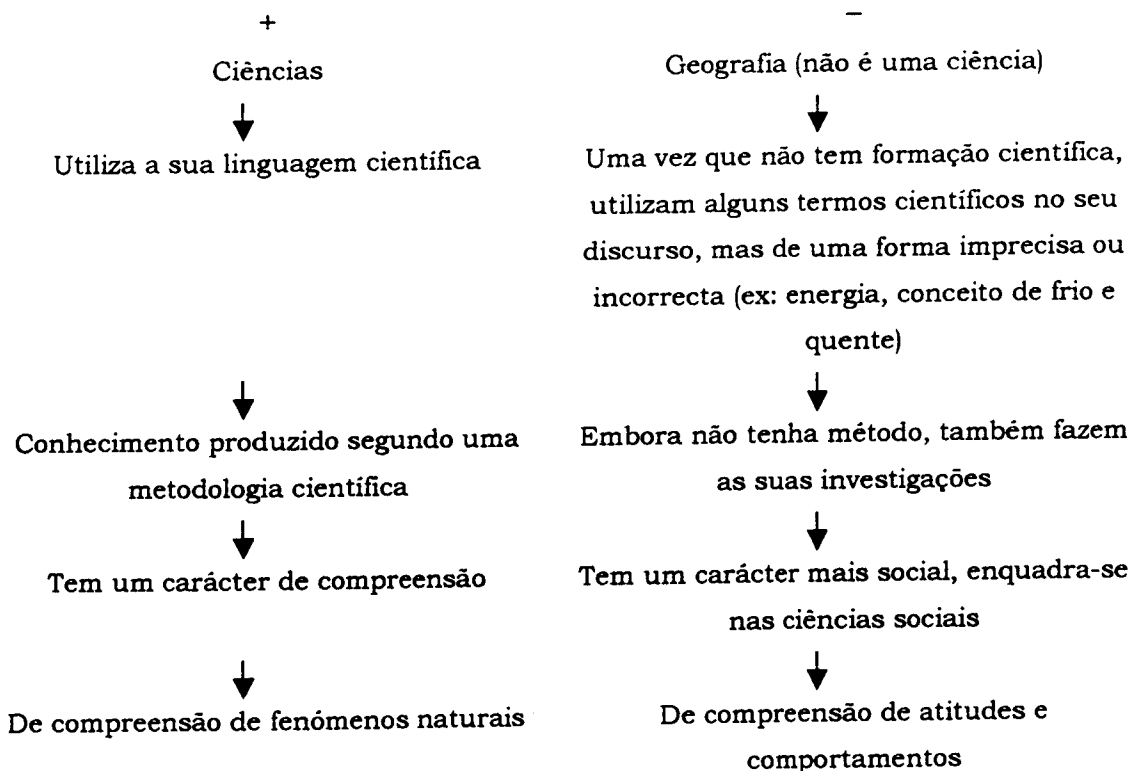 +
Ciências
Utiliza a sua linguagem científica
Conhecimento produzido segundo uma
metodologia científica
Tem um carácter de compreensão
De compreensão de fenómenos naturais
–
Geografia (não é uma ciência)
Uma vez que não tem formação científica,
utilizam alguns termos científicos no seu
discurso, mas de uma forma imprecisa ou
incorrecta (ex: energia, conceito de frio e
quente)
Embora não tenha método, também fazem
as suas investigações
Tem um carácter mais social, enquadra-se
nas ciências sociais
De compreensão de atitudes e
comportamentos